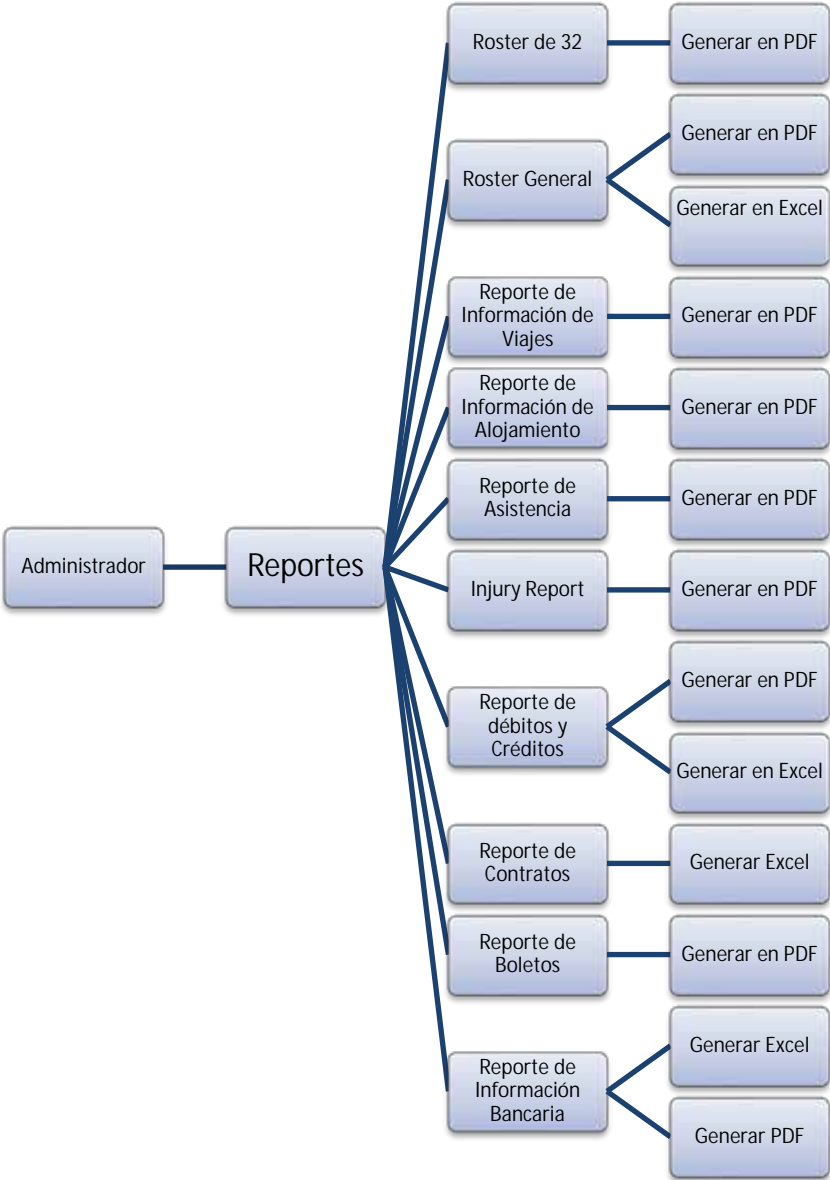 Administrador
Reportes
Roster de 32
Generar en PDF
Roster General
Generar en PDF
Generar en Excel
Reporte de
Información de
Viajes
Generar en PDF
Reporte de
Información de
Alojamiento
Generar en PDF
Reporte de
Asistencia
Generar en PDF
Injury Report
Generar en PDF
Reporte de
débitos y
Créditos
Generar en PDF
Generar en Excel
Reporte de
Contratos
Generar Excel
Reporte de
Boletos
Generar en PDF
Reporte de
Información
Bancaria
Generar Excel
Generar PDF